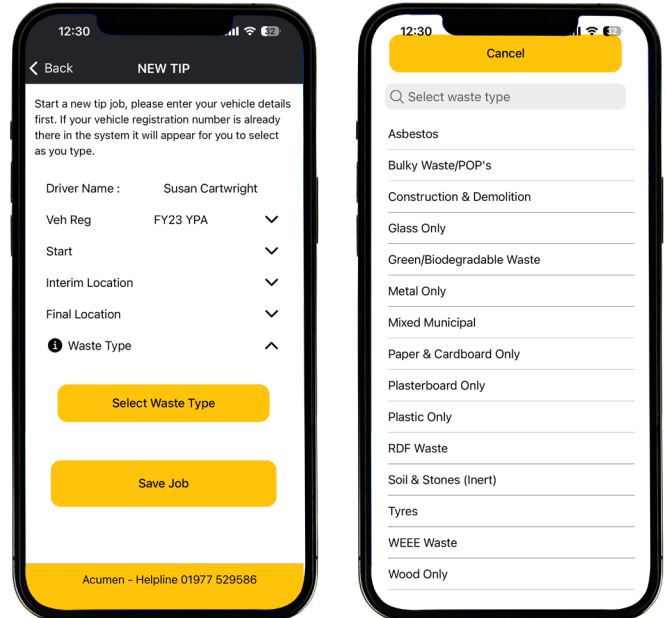 12:30
32
Back
NEW TIP
Start a new tip job, please enter your vehicle details
first. If your vehicle registration number is already
there in the system it will appear for you to select
as you type.
Driver Name : Susan Cartwright
Veh Reg FY23 YPA
Start
Interim Location
Final Location
i Waste Type
Select Waste Type
Save Job
Acumen - Helpline 01977 529586
12:30
32
Cancel
Select waste type
Asbestos
Bulky Waste/POP's
Construction & Demolition
Glass Only
Green/Biodegradable Waste
Metal Only
Mixed Municipal
Paper & Cardboard Only
Plasterboard Only
Plastic Only
RDF Waste
Soil & Stones (Inert)
Tyres
WEEE Waste
Wood Only